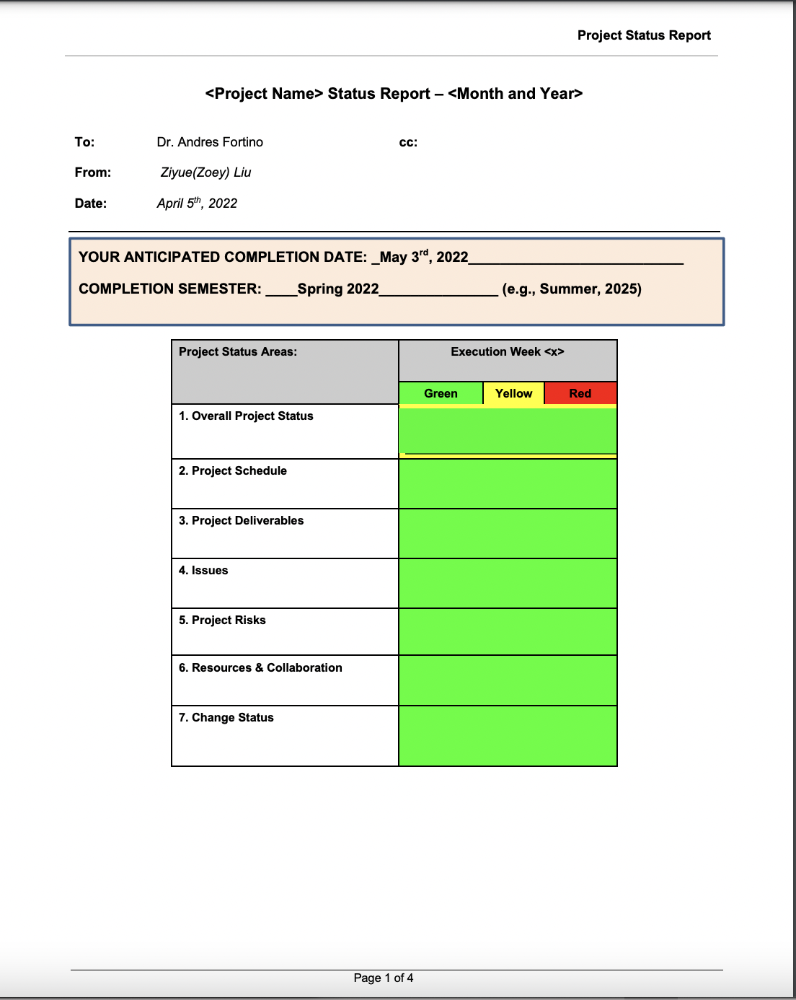 Project Status Report
<Project Name> Status Report – <Month and Year>
To: Dr. Andres Fortino cc:
From: Ziyue(Zoey) Liu
Date: April 5th, 2022
YOUR ANTICIPATED COMPLETION DATE: _May 3rd, 2022___________________________
COMPLETION SEMESTER: ____Spring 2022_______________ (e.g., Summer, 2025)
Project Status Areas: Execution Week <x>
Green Yellow Red
1. Overall Project Status
2. Project Schedule
3. Project Deliverables
4. Issues
5. Project Risks
6. Resources & Collaboration
7. Change Status
Page 1 of 4